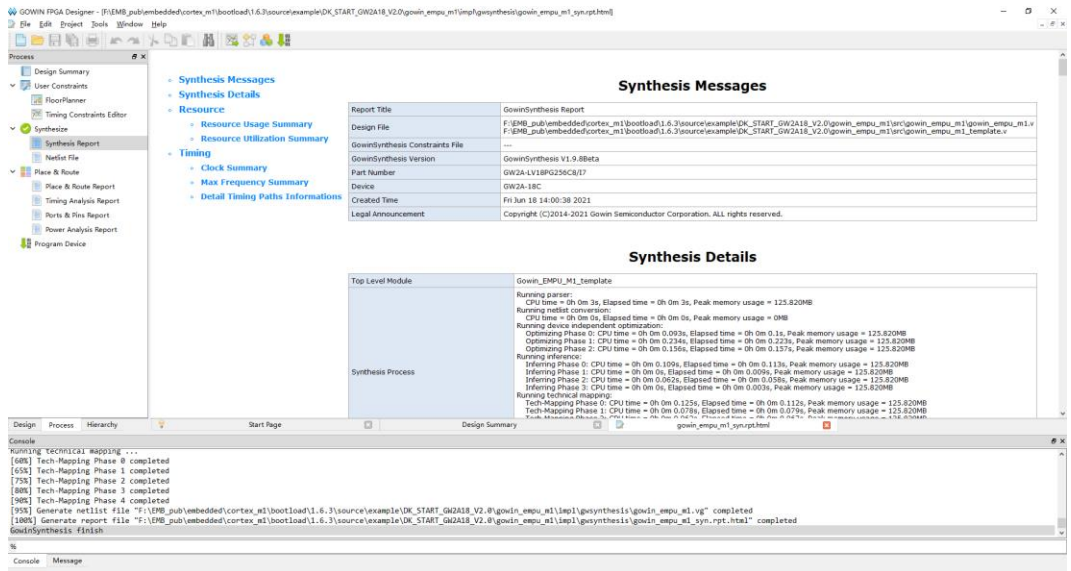 GOWIN FPGA Designer - [F:\EMB_pub\embedded\cortex_m1\bootload\1.6.3\source\example\DK_START_GW2A18_V2.0\gowin_empu_m1\impl\gwsynthesis\gowin_empu_m1_syn.rpt.html]
File Edit Project Tools Window Help
Process
Design Summary
User Constraints
FloorPlanner
Timing Constraints Editor
Synthesize
Synthesis Report
Netlist File
Place & Route
Place & Route Report
Timing Analysis Report
Ports & Pins Report
Power Analysis Report
Program Device
Design Process Hierarchy
Synthesis Messages
Synthesis Details
Resource
Resource Usage Summary
Resource Utilization Summary
Timing
Clock Summary
Max Frequency Summary
Detail Timing Paths Informations
Synthesis Messages
Report Title GowinSynthesis Report
Design File F:\EMB_pub\embedded\cortex_m1\bootload\1.6.3\source\example\DK_START_GW2A18_V2.0\gowin_empu_m1\src\gowin_empu_m1\gowin_empu_m1.v
F:\EMB_pub\embedded\cortex_m1\bootload\1.6.3\source\example\DK_START_GW2A18_V2.0\gowin_empu_m1\src\gowin_empu_m1\gowin_empu_m1_template.v
GowinSynthesis Constraints File ---
GowinSynthesis Version GowinSynthesis V1.9.8Beta
Part Number GW2A-LV18PG256C8/I7
Device GW2A-18C
Created Time Fri Jun 18 14:00:38 2021
Legal Announcement Copyright (C)2014-2021 Gowin Semiconductor Corporation. ALL rights reserved.
Synthesis Details
Top Level Module Gowin_EMPU_M1_template
Synthesis Process
Running parser:
CPU time = 0h 0m 3s, Elapsed time = 0h 0m 3s, Peak memory usage = 125.820MB
Running netlist conversion:
CPU time = 0h 0m 0s, Elapsed time = 0h 0m 0s, Peak memory usage = 0MB
Running device independent optimization:
Optimizing Phase 0: CPU time = 0h 0m 0.093s, Elapsed time = 0h 0m 0.1s, Peak memory usage = 125.820MB
Optimizing Phase 1: CPU time = 0h 0m 0.234s, Elapsed time = 0h 0m 0.223s, Peak memory usage = 125.820MB
Optimizing Phase 2: CPU time = 0h 0m 0.156s, Elapsed time = 0h 0m 0.157s, Peak memory usage = 125.820MB
Running inference:
Inferring Phase 0: CPU time = 0h 0m 0.109s, Elapsed time = 0h 0m 0.113s, Peak memory usage = 125.820MB
Inferring Phase 1: CPU time = 0h 0m 0s, Elapsed time = 0h 0m 0.009s, Peak memory usage = 125.820MB
Inferring Phase 2: CPU time = 0h 0m 0.062s, Elapsed time = 0h 0m 0.058s, Peak memory usage = 125.820MB
Inferring Phase 3: CPU time = 0h 0m 0s, Elapsed time = 0h 0m 0.003s, Peak memory usage = 125.820MB
Running technical mapping:
Tech-Mapping Phase 0: CPU time = 0h 0m 0.125s, Elapsed time = 0h 0m 0.112s, Peak memory usage = 125.820MB
Tech-Mapping Phase 1: CPU time = 0h 0m 0.078s, Elapsed time = 0h 0m 0.079s, Peak memory usage = 125.820MB
Start Page Design Summary gowin_empu_m1_syn.rpt.html
Console
Running technical mapping ...
[60%] Tech-Mapping Phase 0 completed
[65%] Tech-Mapping Phase 1 completed
[75%] Tech-Mapping Phase 2 completed
[80%] Tech-Mapping Phase 3 completed
[90%] Tech-Mapping Phase 4 completed
[95%] Generate netlist file "F:\EMB_pub\embedded\cortex_m1\bootload\1.6.3\source\example\DK_START_GW2A18_V2.0\gowin_empu_m1\impl\gwsynthesis\gowin_empu_m1.vg" completed
[100%] Generate report file "F:\EMB_pub\embedded\cortex_m1\bootload\1.6.3\source\example\DK_START_GW2A18_V2.0\gowin_empu_m1\impl\gwsynthesis\gowin_empu_m1_syn.rpt.html" completed
GowinSynthesis finish
%
Console Message